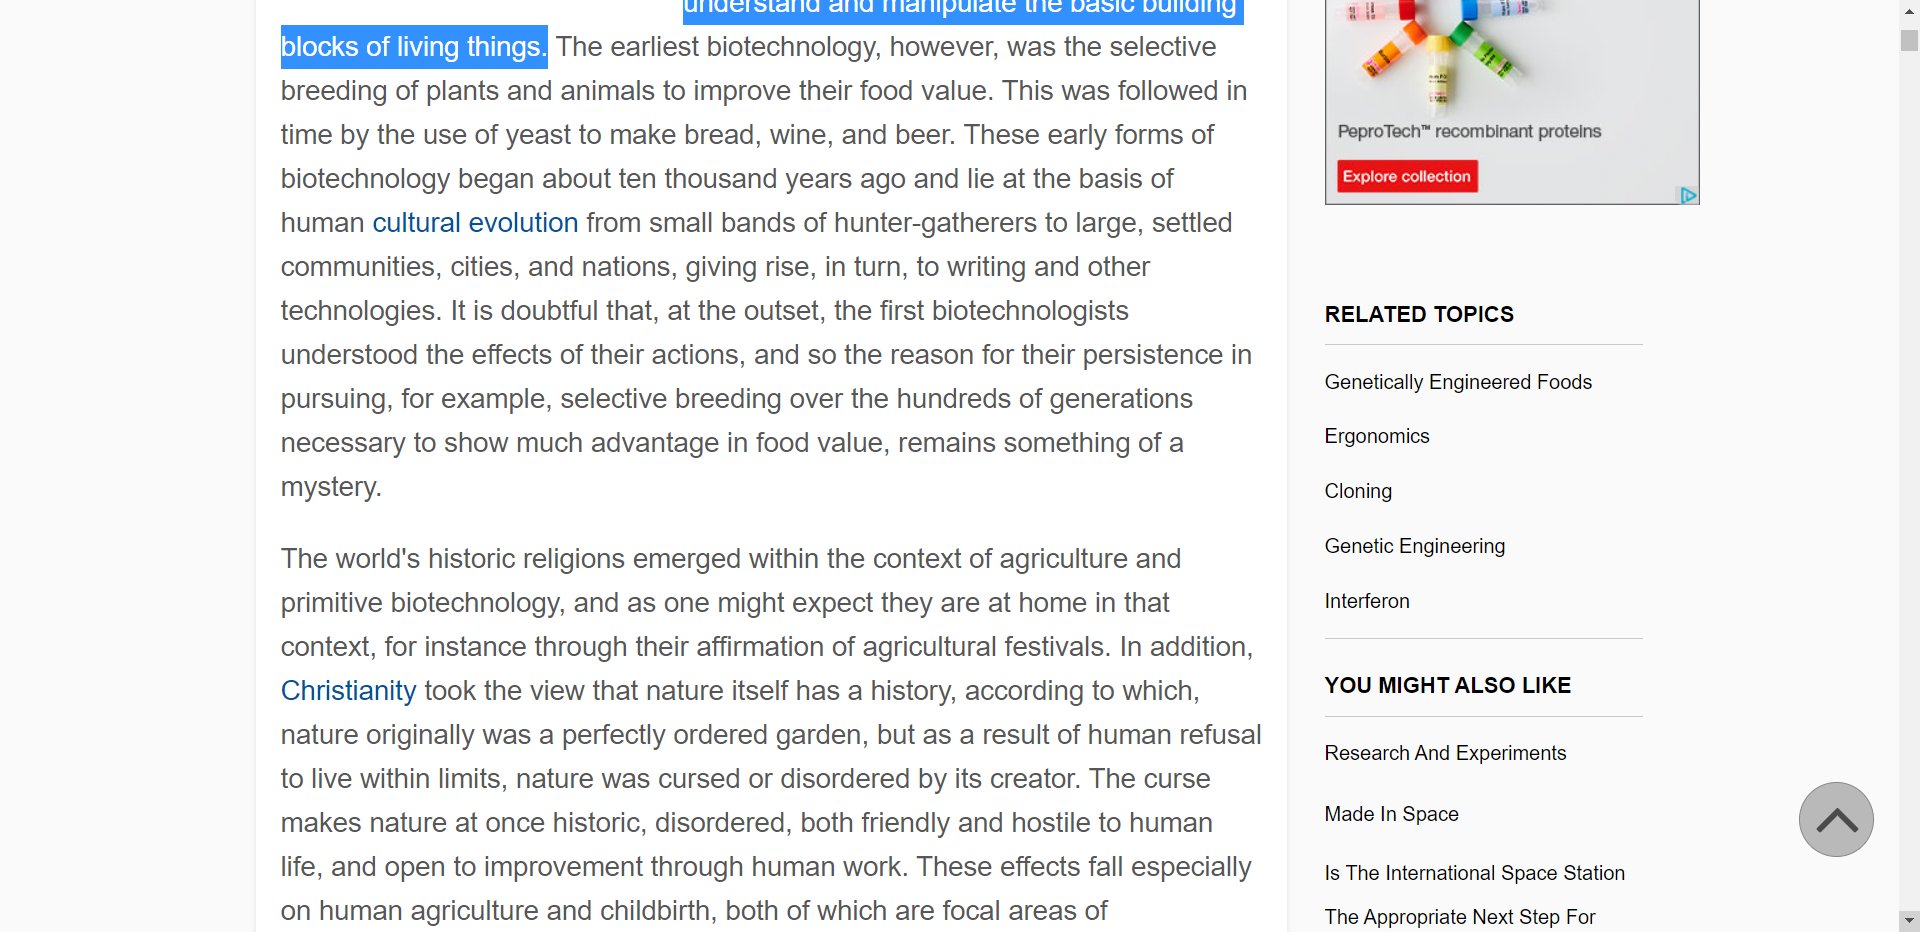 understand and manipulate the basic building
blocks of living things. The earliest biotechnology, however, was the selective
breeding of plants and animals to improve their food value. This was followed in
time by the use of yeast to make bread, wine, and beer. These early forms of
biotechnology began about ten thousand years ago and lie at the basis of
human cultural evolution from small bands of hunter-gatherers to large, settled
communities, cities, and nations, giving rise, in turn, to writing and other
technologies. It is doubtful that, at the outset, the first biotechnologists
understood the effects of their actions, and so the reason for their persistence in
pursuing, for example, selective breeding over the hundreds of generations
necessary to show much advantage in food value, remains something of a
mystery.
The world's historic religions emerged within the context of agriculture and
primitive biotechnology, and as one might expect they are at home in that
context, for instance through their affirmation of agricultural festivals. In addition,
Christianity took the view that nature itself has a history, according to which,
nature originally was a perfectly ordered garden, but as a result of human refusal
to live within limits, nature was cursed or disordered by its creator. The curse
makes nature at once historic, disordered, both friendly and hostile to human
life, and open to improvement through human work. These effects fall especially
on human agriculture and childbirth, both of which are focal areas of
PeproTech™ recombinant proteins
Explore collection
RELATED TOPICS
Genetically Engineered Foods
Ergonomics
Cloning
Genetic Engineering
Interferon
YOU MIGHT ALSO LIKE
Research And Experiments
Made In Space
Is The International Space Station
The Appropriate Next Step For